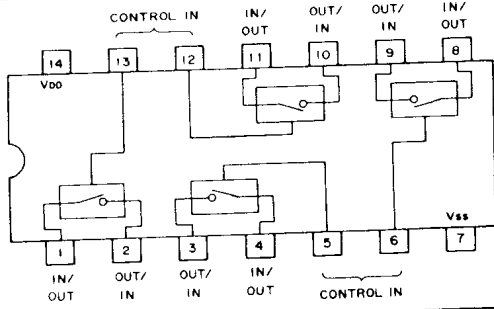 CONTROL IN
IN/
OUT
OUT/
IN
OUT/
IN
IN/
OUT
14
13
12
11
10
9
8
VDD
VSS
1
2
3
4
5
6
7
IN/
OUT
OUT/
IN
OUT/
IN
IN/
OUT
CONTROL IN